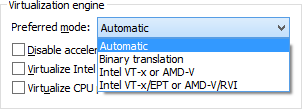 Virtualization engine
Preferred mode: Automatic
Automatic
Disable acceler
Binary translation
Intel VT-x or AMD-V
Virtualize Intel
Intel VT-x/EPT or AMD-V/RVI
Virtualize CPU